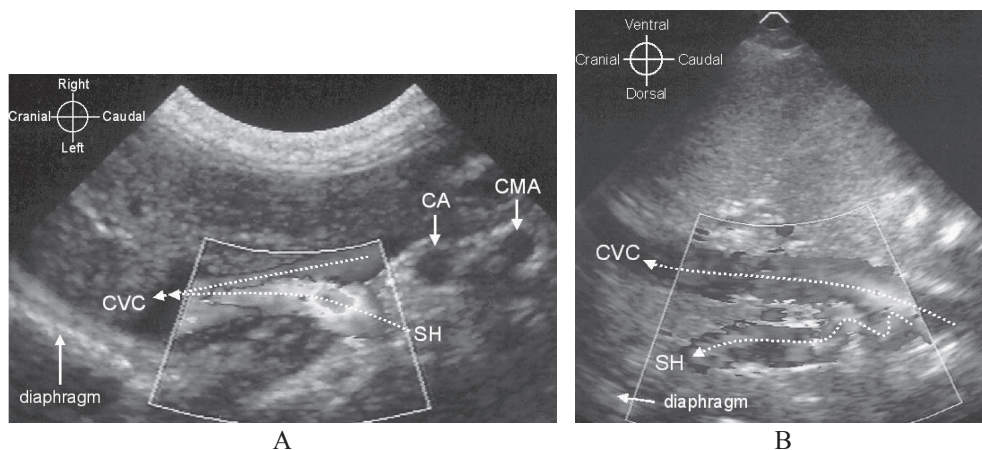 Right
Cranial Caudal
Left
CA
CMA
CVC
SH
diaphragm
A
Ventral
Cranial Caudal
Dorsal
CVC
SH
diaphragm
B